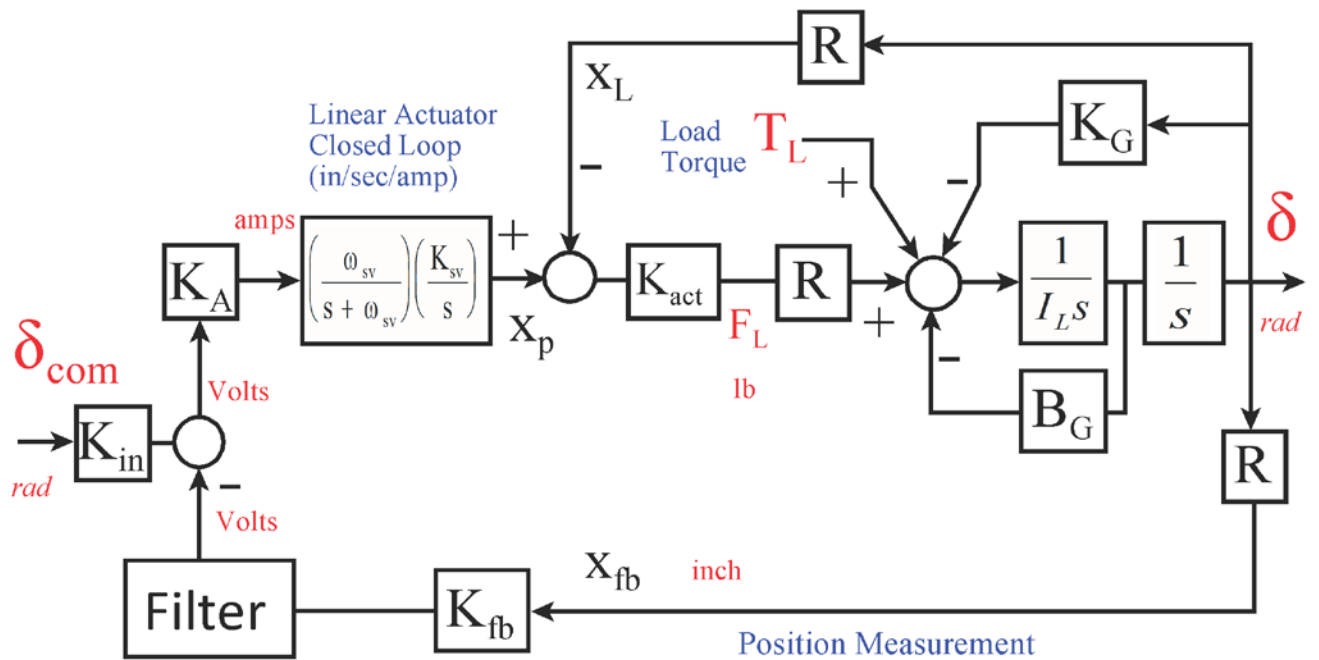 R
x_L
K_G
Linear Actuator
Closed Loop
(in/sec/amp)
Load
Torque
T_L
+
−
−
amps
K_A
(ω_sv / (s + ω_sv)) (K_sv / s)
+
x_p
K_act
R
F_L
lb
+
1 / (I_L s)
1 / s
δ
rad
−
B_G
δ_com
Volts
K_in
rad
−
Volts
R
Filter
K_fb
x_fb
inch
Position Measurement